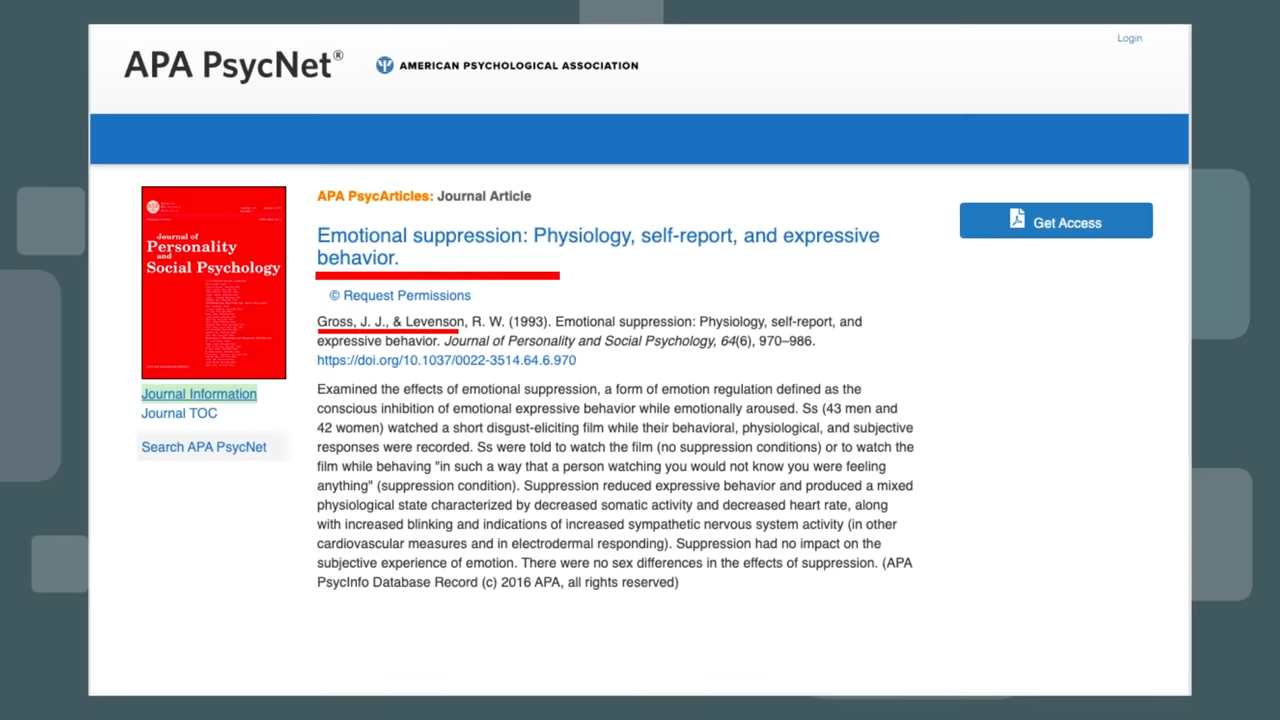 Login
APA PsycNet®
AMERICAN PSYCHOLOGICAL ASSOCIATION
Journal of
Personality
and
Social Psychology
Journal Information
Journal TOC
Search APA PsycNet
APA PsycArticles: Journal Article
Emotional suppression: Physiology, self-report, and expressive
behavior.
© Request Permissions
Gross, J. J., & Levenson, R. W. (1993). Emotional suppression: Physiology, self-report, and
expressive behavior. Journal of Personality and Social Psychology, 64(6), 970–986.
https://doi.org/10.1037/0022-3514.64.6.970
Examined the effects of emotional suppression, a form of emotion regulation defined as the
conscious inhibition of emotional expressive behavior while emotionally aroused. Ss (43 men and
42 women) watched a short disgust-eliciting film while their behavioral, physiological, and subjective
responses were recorded. Ss were told to watch the film (no suppression conditions) or to watch the
film while behaving "in such a way that a person watching you would not know you were feeling
anything" (suppression condition). Suppression reduced expressive behavior and produced a mixed
physiological state characterized by decreased somatic activity and decreased heart rate, along
with increased blinking and indications of increased sympathetic nervous system activity (in other
cardiovascular measures and in electrodermal responding). Suppression had no impact on the
subjective experience of emotion. There were no sex differences in the effects of suppression. (APA
PsycInfo Database Record (c) 2016 APA, all rights reserved)
Get Access